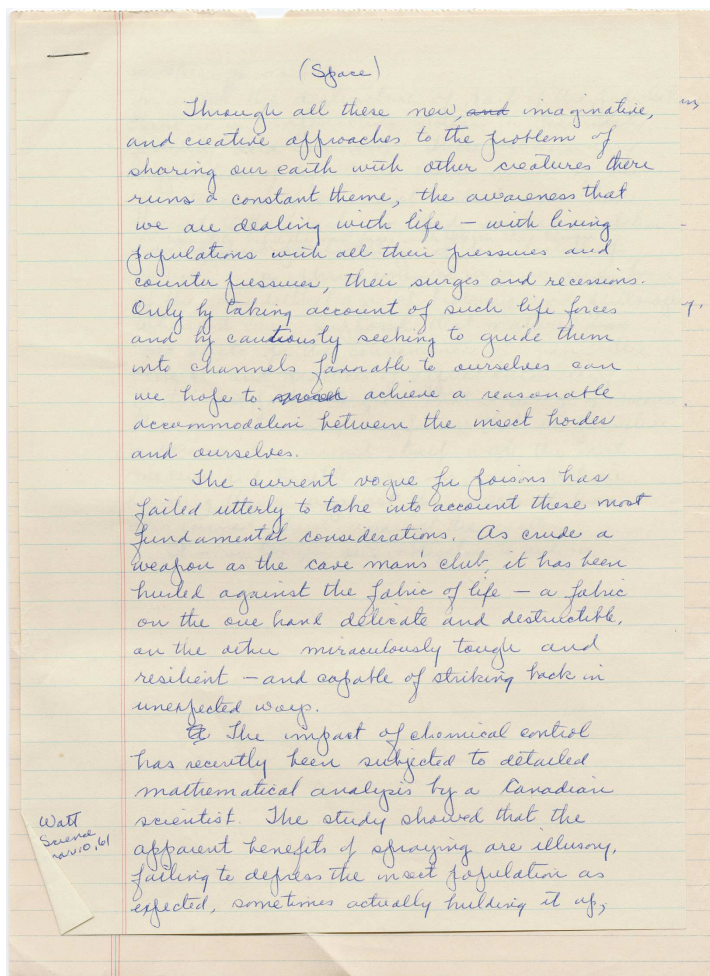 (Space)
Through all these new, and imaginative,
and creative approaches to the problem of
sharing our earth with other creatures there
runs a constant theme, the awareness that
we are dealing with life – with living
populations with all their pressures and
counter pressures, their surges and recessions.
Only by taking account of such life forces
and by cautiously seeking to guide them
into channels favorable to ourselves can
we hope to achieve a reasonable
accommodation between the insect hordes
and ourselves.
The current vogue for poisons has
failed utterly to take into account these most
fundamental considerations. As crude a
weapon as the cave man's club, it has been
hurled against the fabric of life – a fabric
on the one hand delicate and destructible,
on the other miraculously tough and
resilient – and capable of striking back in
unexpected ways.
The impact of chemical control
has recently been subjected to detailed
mathematical analysis by a Canadian
scientist. The study showed that the
apparent benefits of spraying are illusory,
failing to depress the insect population as
expected, sometimes actually building it up,
Watt
Science
Nov 10, 61